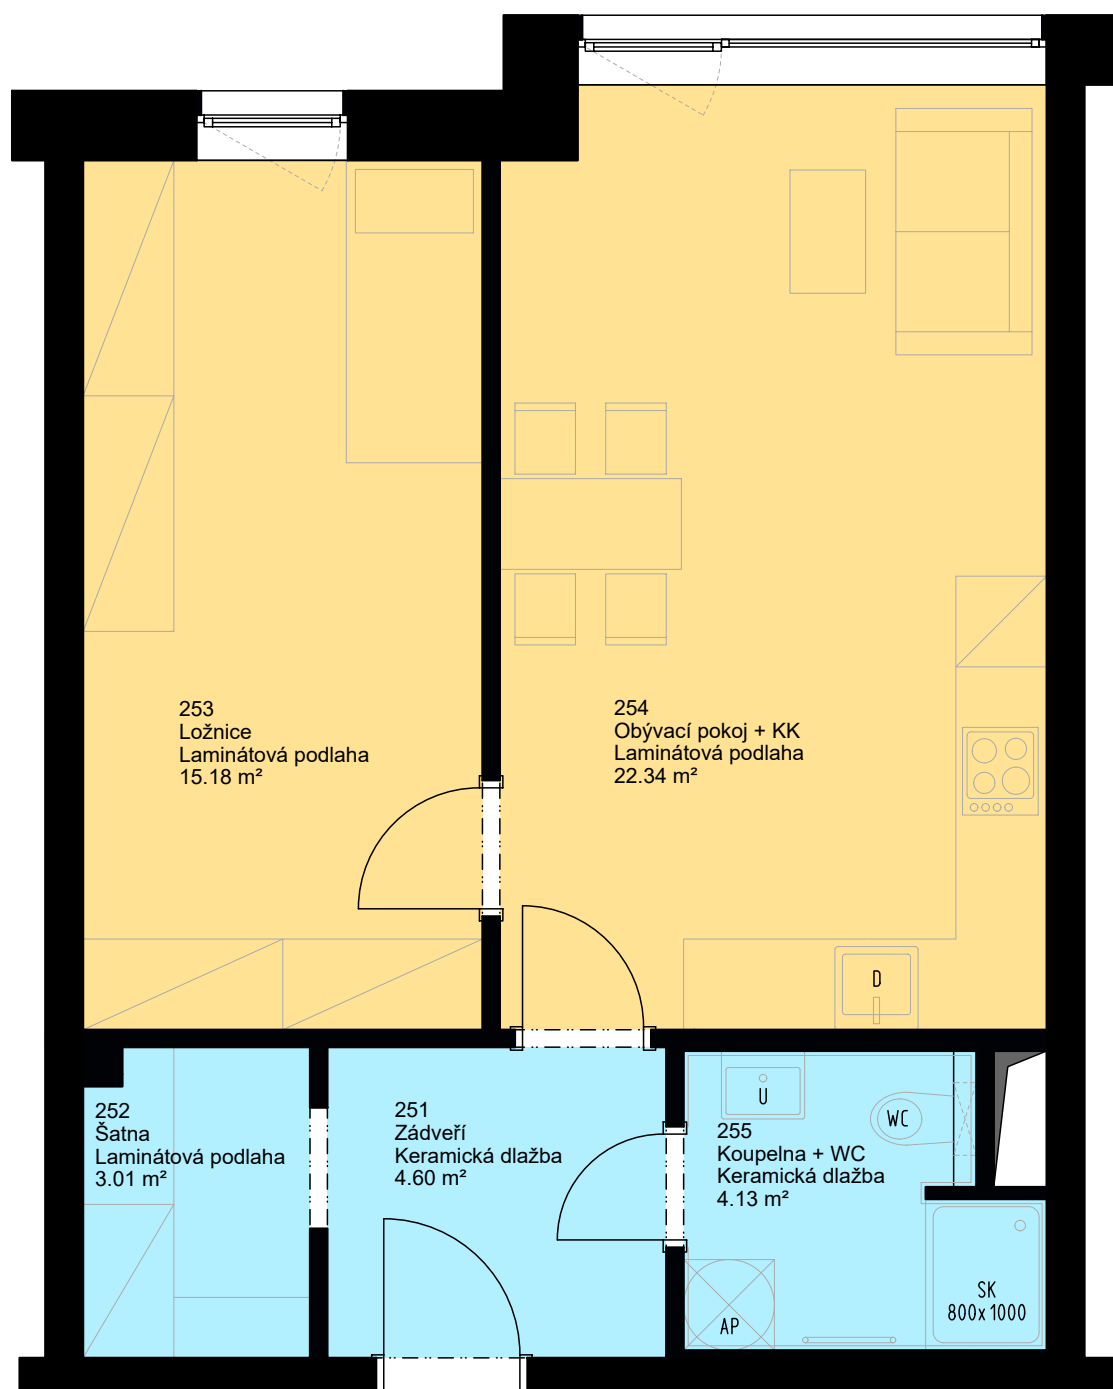 253
Ložnice
Laminátová podlaha
15.18 m²
254
Obývací pokoj + KK
Laminátová podlaha
22.34 m²
D
252
Šatna
Laminátová podlaha
3.01 m²
251
Zádveří
Keramická dlažba
4.60 m²
U
WC
255
Koupelna + WC
Keramická dlažba
4.13 m²
AP
SK
800x1000